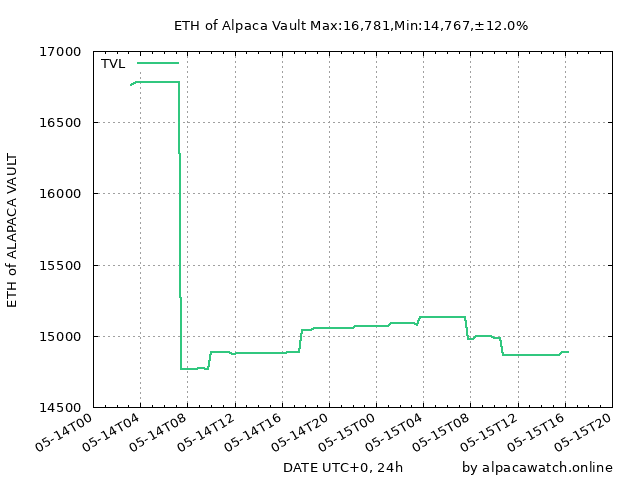 ETH of Alpaca Vault Max:16,781,Min:14,767,±12.0%
17000
TVL
16500
16000
ETH of ALAPACA VAULT
15500
15000
14500
05-14T00 05-14T04 05-14T08 05-14T12 05-14T16 05-14T20 05-15T00 05-15T04 05-15T08 05-15T12 05-15T16 05-15T20
DATE UTC+0, 24h by alpacawatch.online